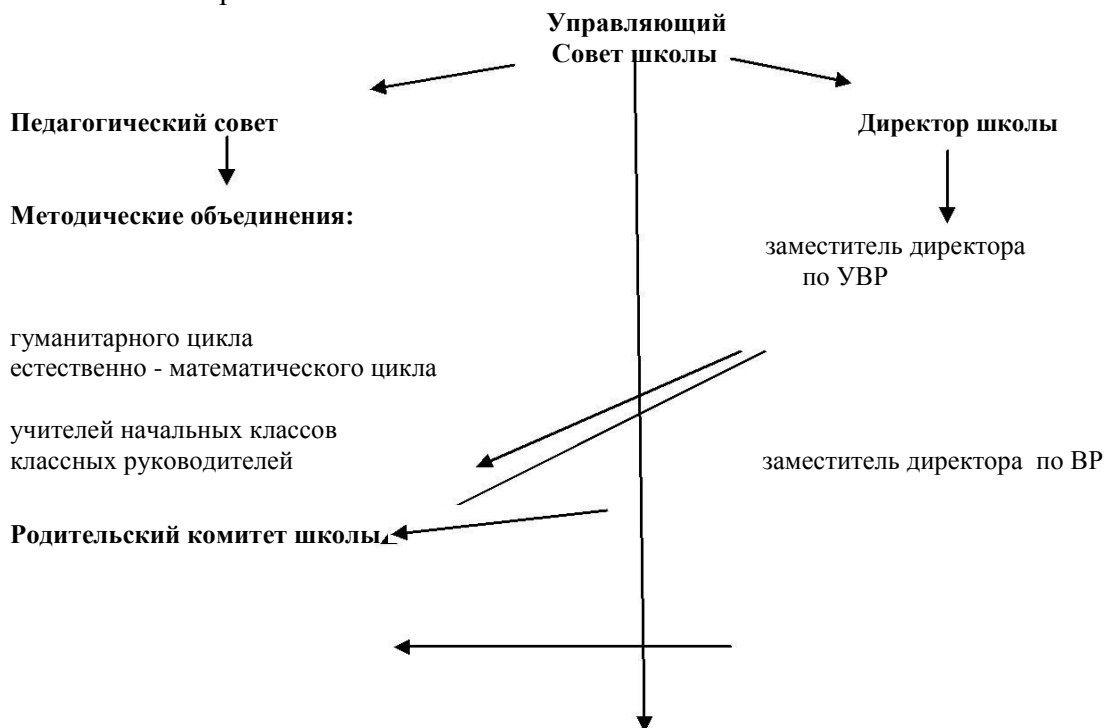 Управляющий
Совет школы
Педагогический совет
Директор школы
Методические объединения:
заместитель директора
по УВР
гуманитарного цикла
естественно - математического цикла
учителей начальных классов
классных руководителей
заместитель директора по ВР
Родительский комитет школы